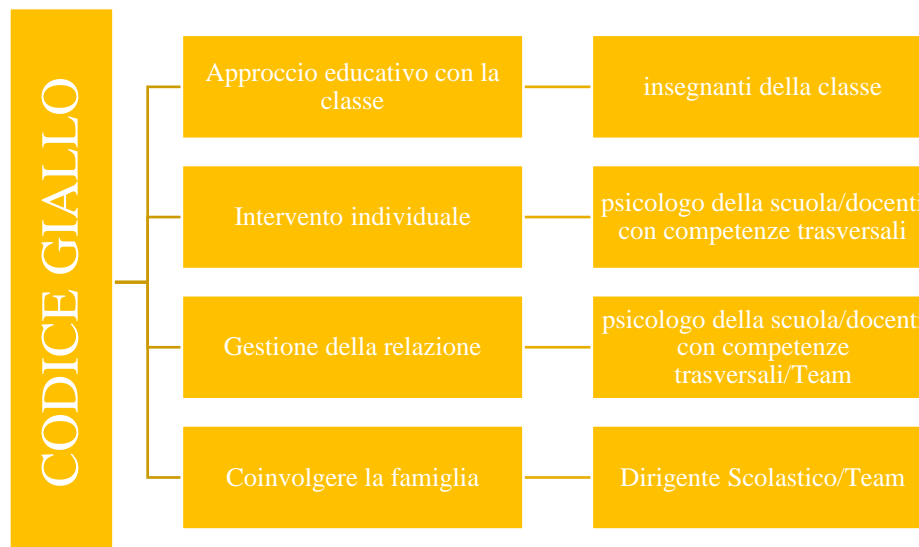 CODICE GIALLO
Approccio educativo con la
classe
insegnanti della classe
Intervento individuale
psicologo della scuola/docenti
con competenze trasversali
Gestione della relazione
psicologo della scuola/docenti
con competenze
trasversali/Team
Coinvolgere la famiglia
Dirigente Scolastico/Team